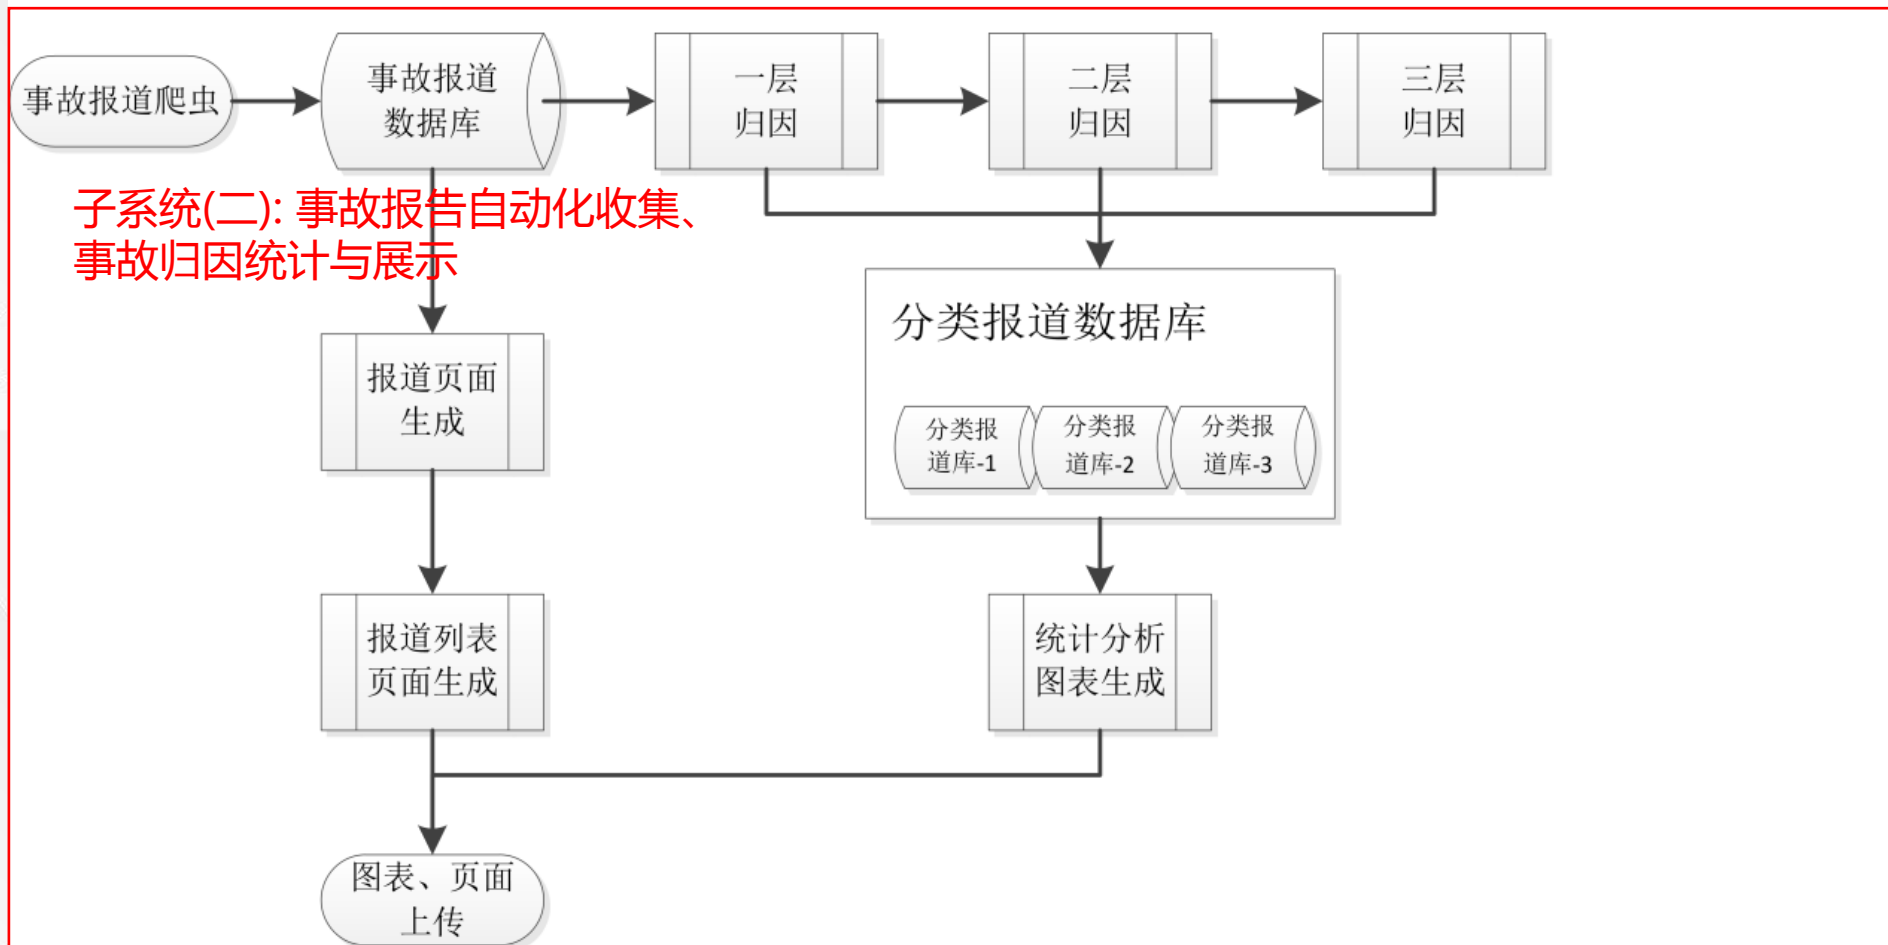 事故报道爬虫
事故报道
数据库
一层
归因
二层
归因
三层
归因
子系统(二): 事故报告自动化收集、
事故归因统计与展示
报道页面
生成
分类报道数据库
分类报
道库-1
分类报
道库-2
分类报
道库-3
报道列表
页面生成
统计分析
图表生成
图表、页面
上传